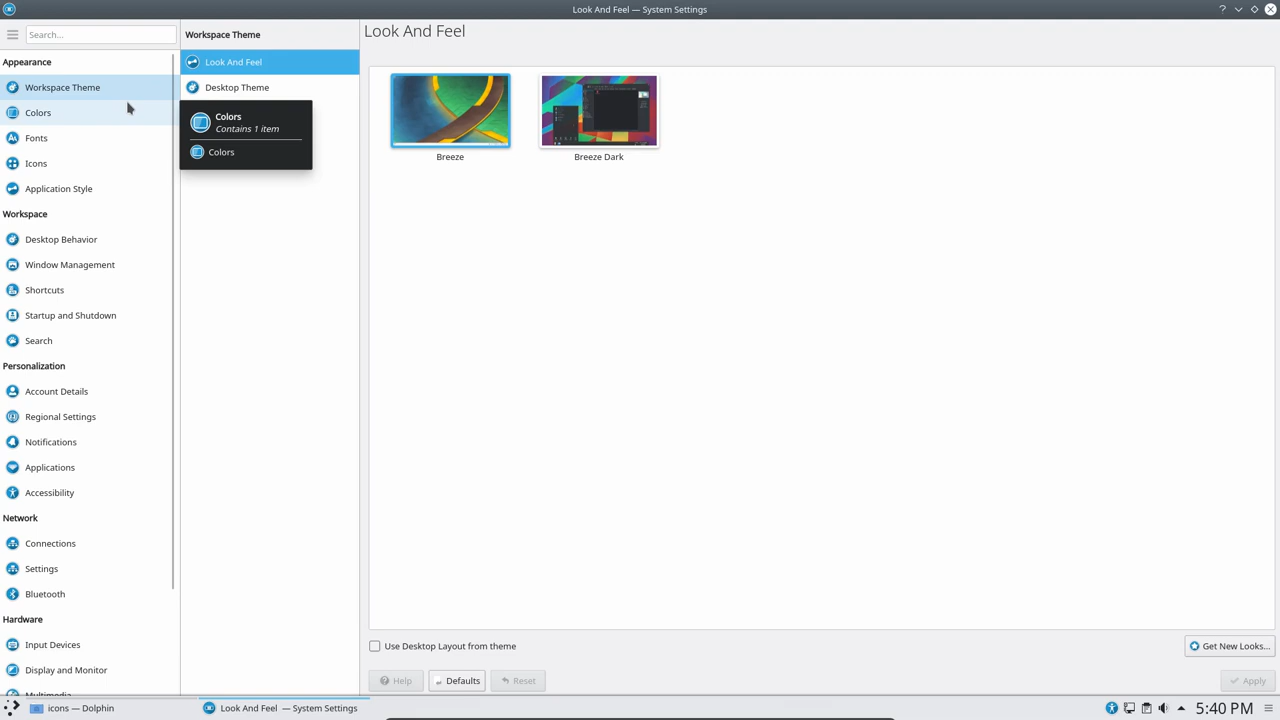 Look And Feel — System Settings
Search...
Workspace Theme
Look And Feel
Appearance
Workspace Theme
Colors
Fonts
Icons
Application Style
Workspace
Desktop Behavior
Window Management
Shortcuts
Startup and Shutdown
Search
Personalization
Account Details
Regional Settings
Notifications
Applications
Accessibility
Network
Connections
Settings
Bluetooth
Hardware
Input Devices
Display and Monitor
Multimedia
Look And Feel
Desktop Theme
Colors
Contains 1 item
Colors
Breeze
Breeze Dark
Use Desktop Layout from theme
Get New Looks...
Help
Defaults
Reset
Apply
icons — Dolphin
Look And Feel — System Settings
5:40 PM